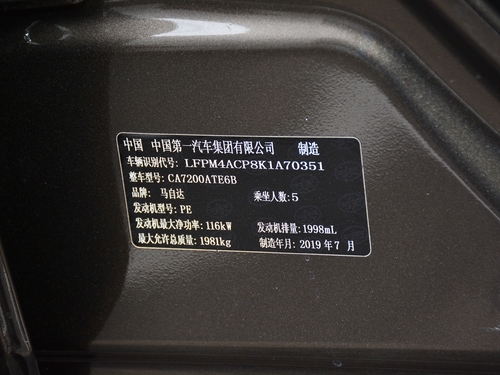 中国 中国第一汽车集团有限公司 制造
车辆识别代号: LFPM4ACP8K1A70351
整车型号: CA7200ATE6B
品牌: 马自达 乘坐人数: 5
发动机型号: PE
发动机最大净功率: 116kW 发动机排量: 1998mL
最大允许总质量: 1981kg 制造年月: 2019 年 7 月